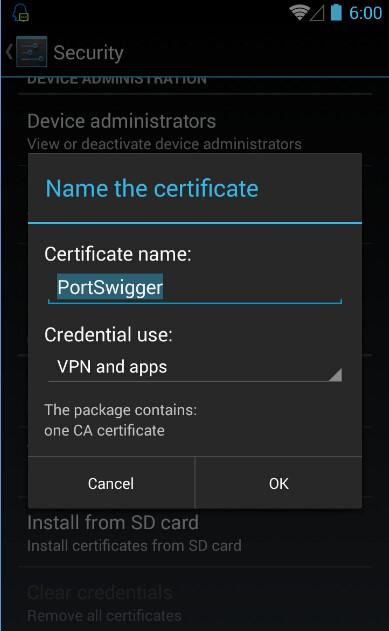 6:00
Security
DEVICE ADMINISTRATION
Device administrators
View or deactivate device administrators
Name the certificate
Certificate name:
PortSwigger
Credential use:
VPN and apps
The package contains:
one CA certificate
Cancel OK
Install from SD card
Install certificates from SD card
Clear credentials
Remove all certificates